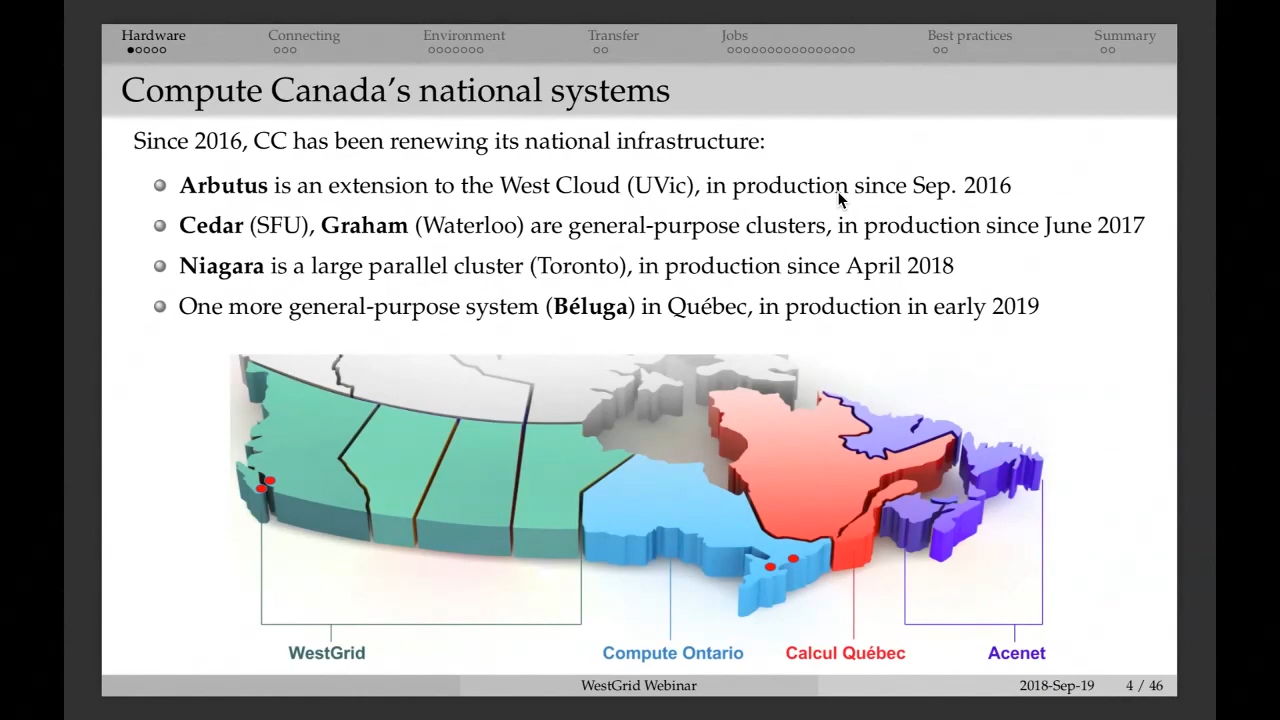 Hardware Connecting Environment Transfer Jobs Best practices Summary
Compute Canada's national systems
Since 2016, CC has been renewing its national infrastructure:
Arbutus is an extension to the West Cloud (UVic), in production since Sep. 2016
Cedar (SFU), Graham (Waterloo) are general-purpose clusters, in production since June 2017
Niagara is a large parallel cluster (Toronto), in production since April 2018
One more general-purpose system (Béluga) in Québec, in production in early 2019
WestGrid Compute Ontario Calcul Québec Acenet
WestGrid Webinar 2018-Sep-19 4 / 46